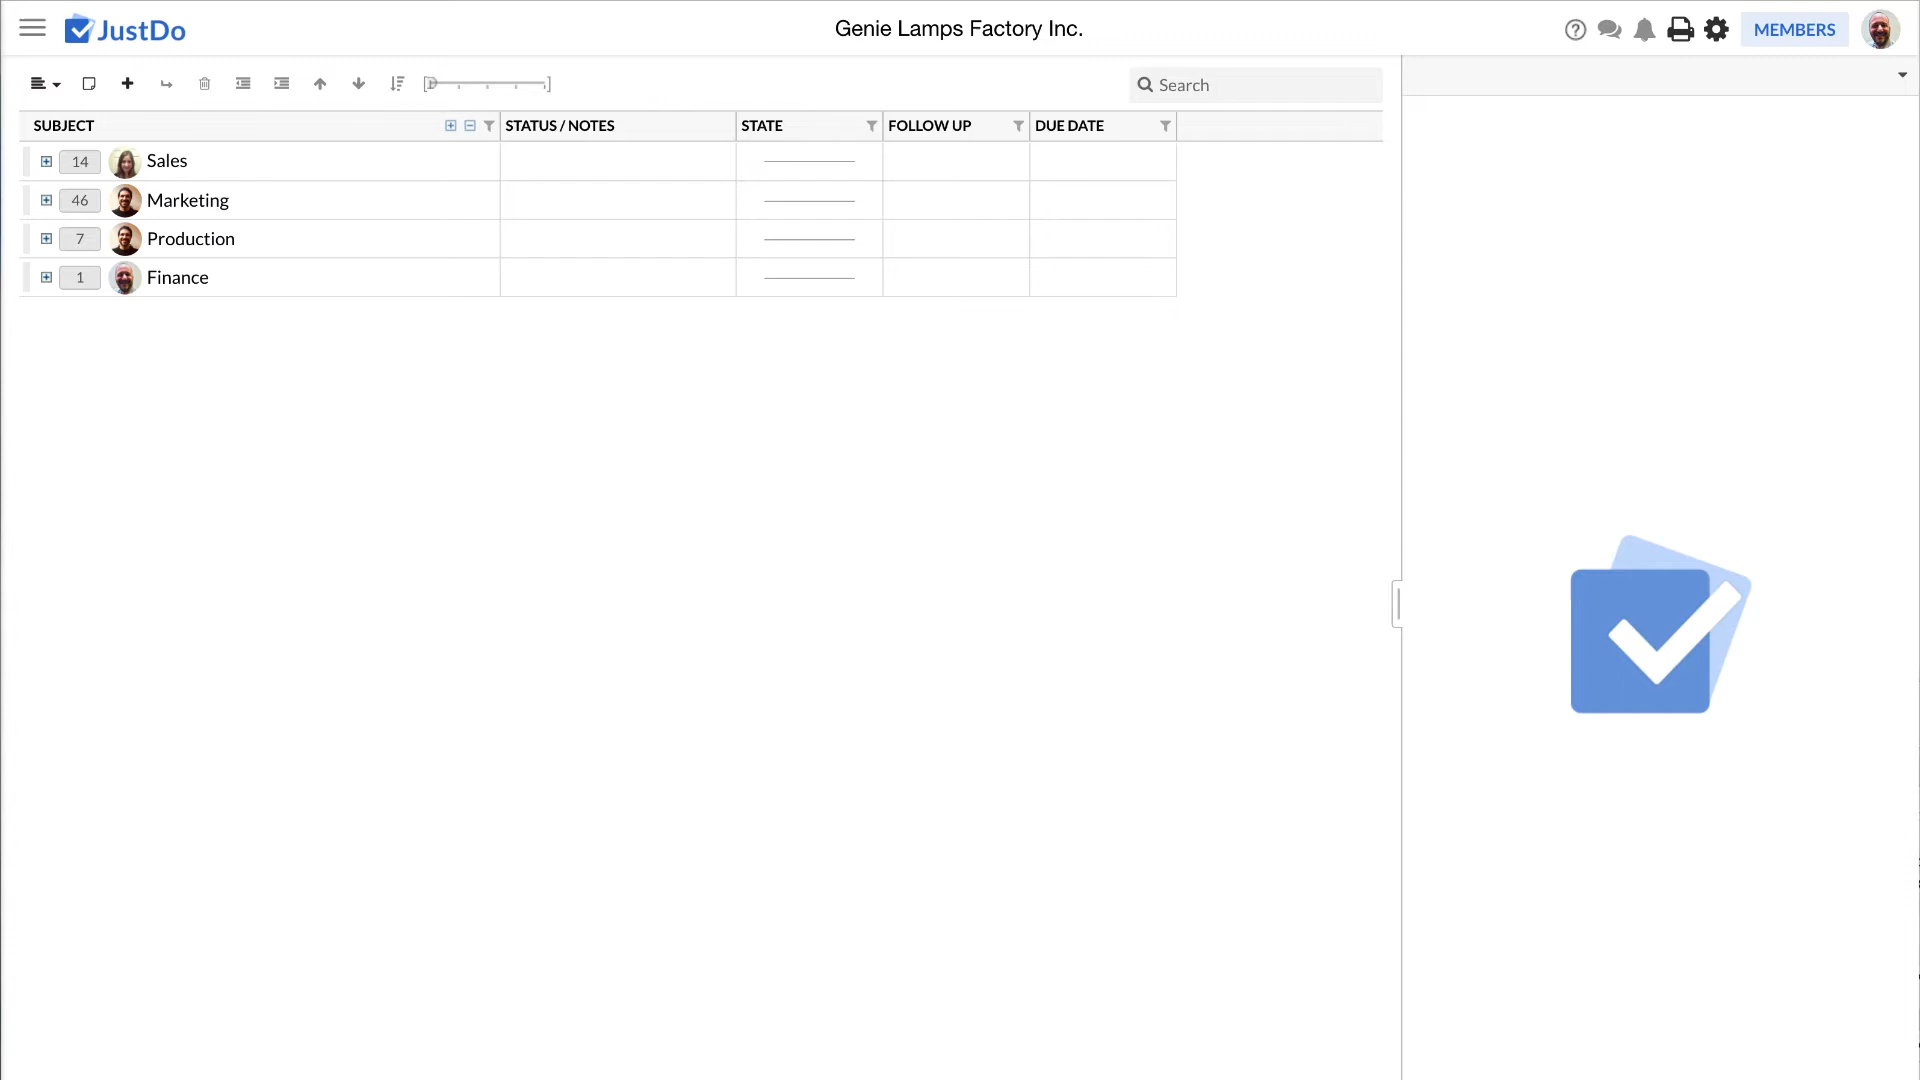 JustDo
Genie Lamps Factory Inc.
MEMBERS
Search
SUBJECT STATUS / NOTES STATE FOLLOW UP DUE DATE
14 Sales
46 Marketing
7 Production
1 Finance